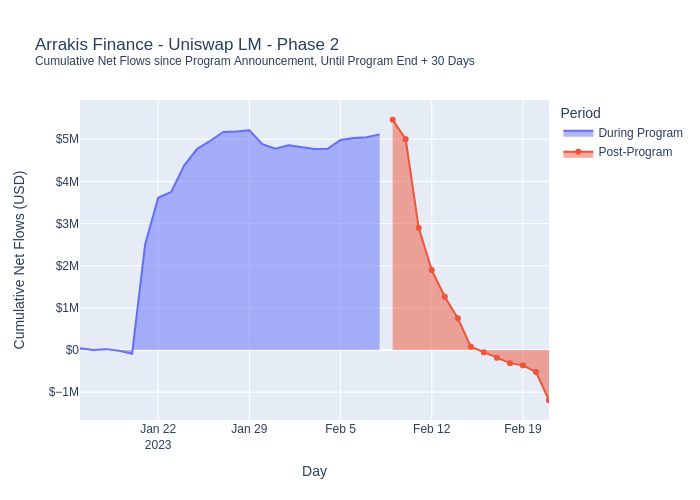 Arrakis Finance - Uniswap LM - Phase 2
Cumulative Net Flows since Program Announcement, Until Program End + 30 Days
Period
During Program
Post-Program
Cumulative Net Flows (USD)
$5M
$4M
$3M
$2M
$1M
$0
$−1M
Jan 22
2023
Jan 29
Feb 5
Feb 12
Feb 19
Day